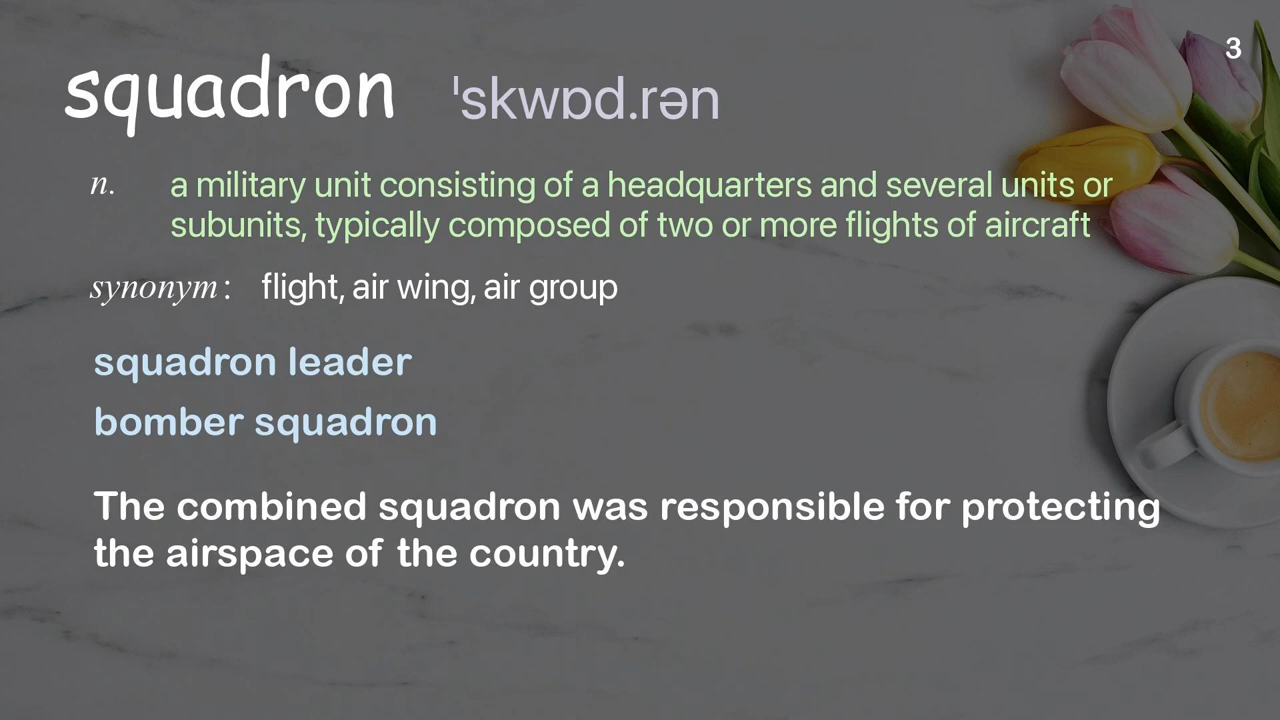 3
squadron ˈskwɒd.rən
n. a military unit consisting of a headquarters and several units or
subunits, typically composed of two or more flights of aircraft
synonym: flight, air wing, air group
squadron leader
bomber squadron
The combined squadron was responsible for protecting
the airspace of the country.